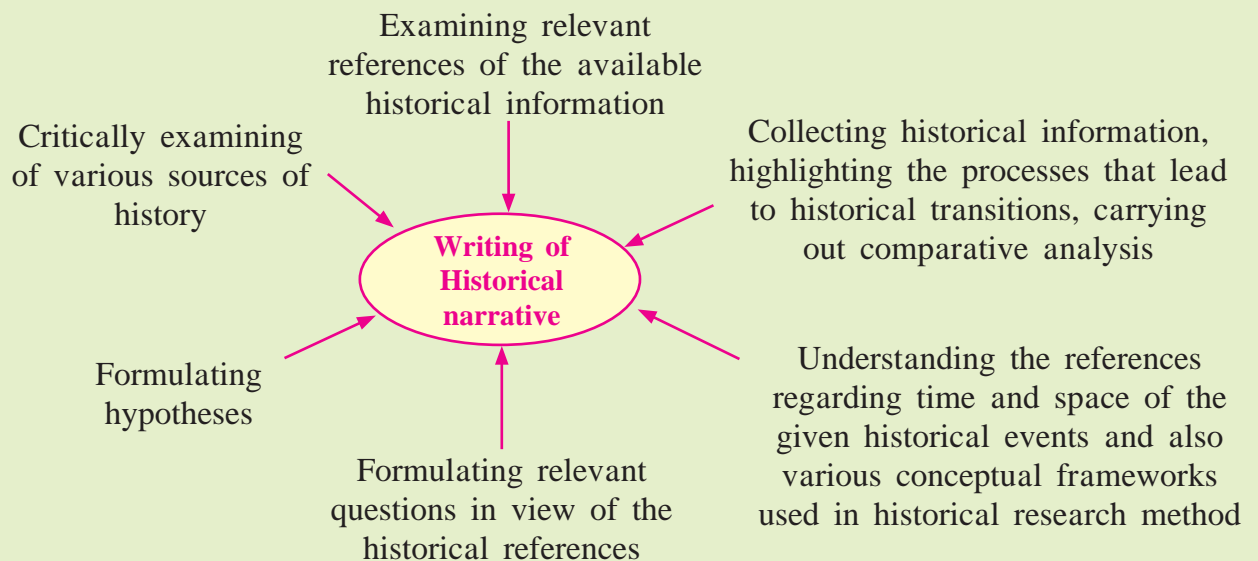 Examining relevant
references of the available
historical information
Critically examining
of various sources of
history
Collecting historical information,
highlighting the processes that lead
to historical transitions, carrying
out comparative analysis
Writing of
Historical
narrative
Formulating
hypotheses
Understanding the references
regarding time and space of the
given historical events and also
various conceptual frameworks
used in historical research method
Formulating relevant
questions in view of the
historical references